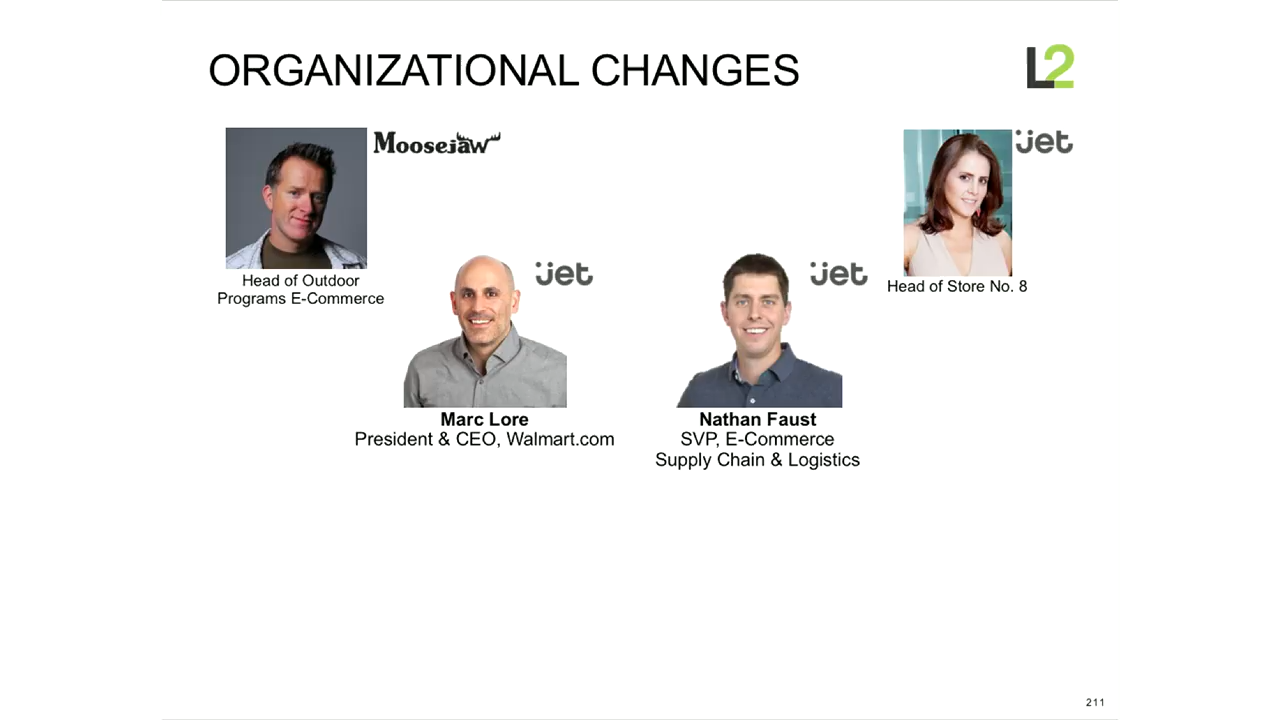 ORGANIZATIONAL CHANGES
L2
Moosejaw
jet
Head of Outdoor
Programs E-Commerce
jet
jet
Head of Store No. 8
Marc Lore
President & CEO, Walmart.com
Nathan Faust
SVP, E-Commerce
Supply Chain & Logistics
211